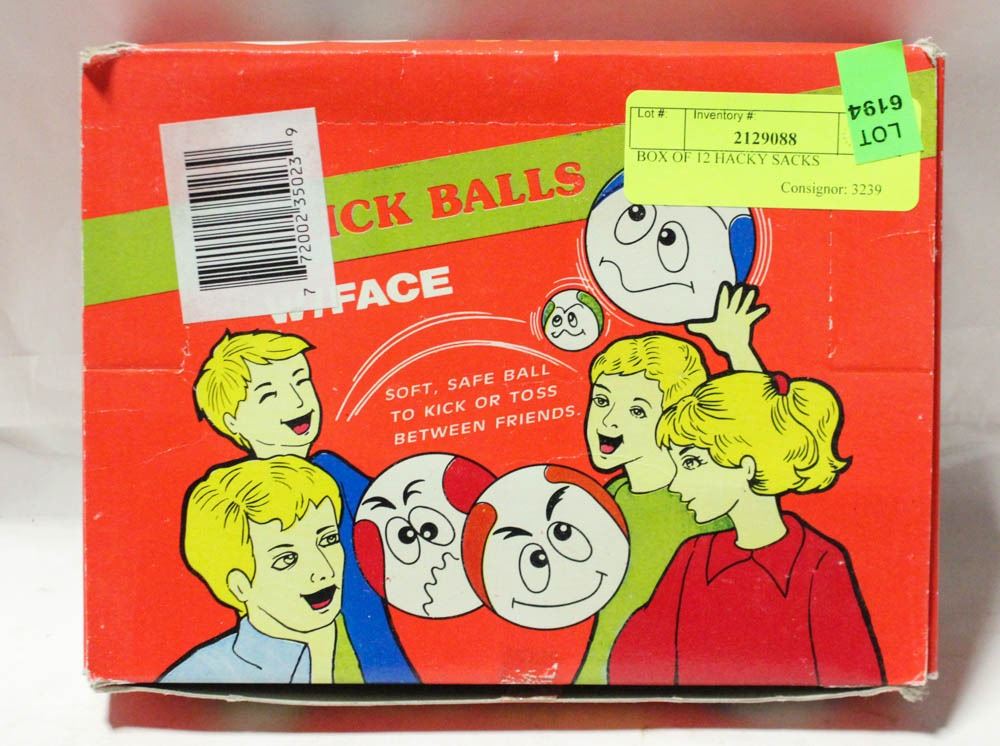 Lot #:
Inventory #:
2129088
BOX OF 12 HACKY SACKS
Consignor: 3239
LOT
6194
7 72002 35023 9
ICK BALLS
W/FACE
SOFT, SAFE BALL
TO KICK OR TOSS
BETWEEN FRIENDS.